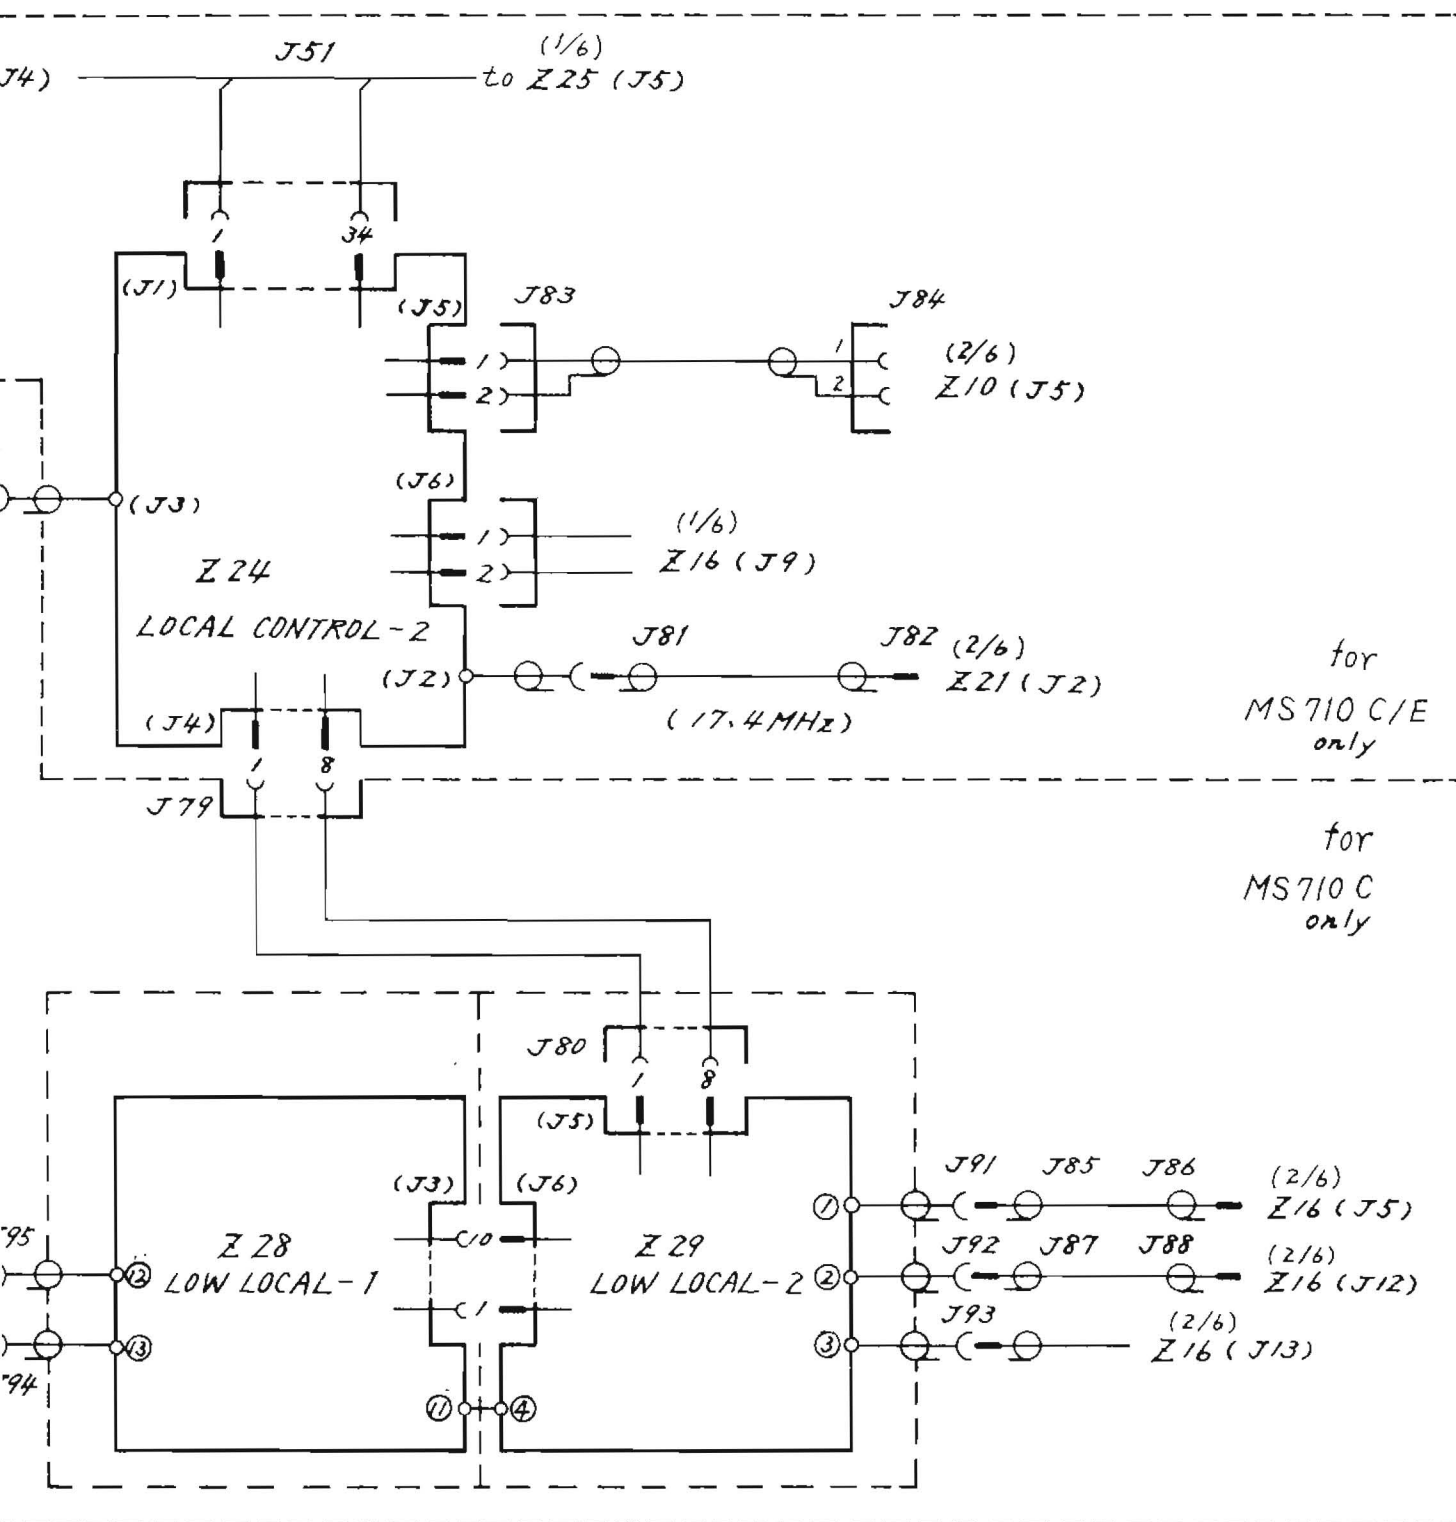 J51
(1/6)
J4)
to Z25 (J5)
1
34
(J1)
(J5)
J83
J84
1
1
(2/6)
2
2
Z10 (J5)
(J6)
(J3)
1
(1/6)
2
Z16 (J9)
Z24
LOCAL CONTROL-2
J81
J82
(2/6)
(J2)
Z21 (J2)
(17.4MHz)
for
MS710 C/E
only
(J4)
1
8
J79
for
MS710 C
only
J80
1
8
(J5)
(J3)
(J6)
J91
J85
J86
(2/6)
1
Z16 (J5)
95
10
Z28
Z29
J92
J87
J88
(2/6)
12
LOW LOCAL-1
LOW LOCAL-2
2
Z16 (J12)
1
J93
(2/6)
13
3
Z16 (J13)
94
11
4